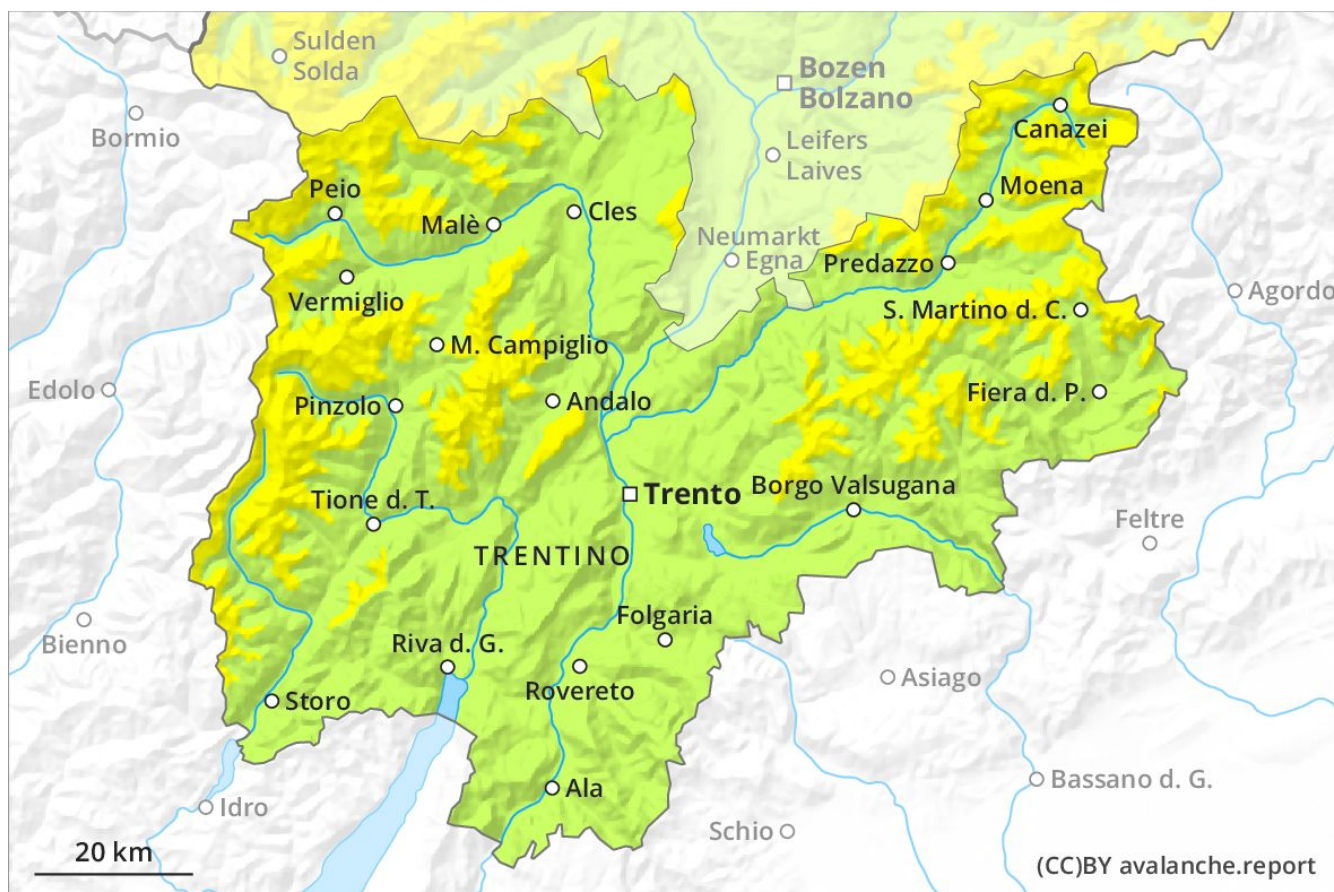 Sulden
Solda
Bozen
Bolzano
Bormio
Canazei
Leifers
Laives
Peio
Moena
Malè
Cles
Neumarkt
Egna
Predazzo
Vermiglio
Agordo
S. Martino d. C.
M. Campiglio
Edolo
Pinzolo
Andalo
Fiera d. P.
Trento
Borgo Valsugana
Tione d. T.
Feltre
TRENTINO
Folgaria
Bienno
Riva d. G.
Asiago
Rovereto
Storo
Bassano d. G.
Ala
Idro
Schio
20 km
(CC)BY avalanche.report